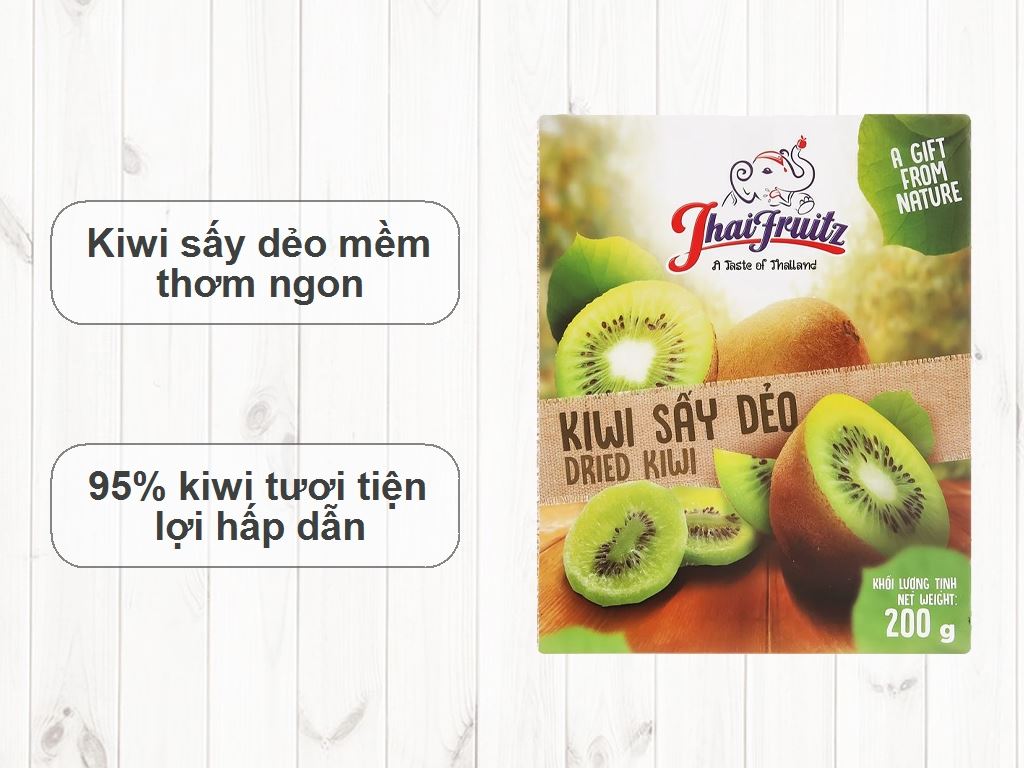 Kiwi sấy dẻo mềm
thơm ngon
95% kiwi tươi tiện
lợi hấp dẫn
A GIFT
FROM
NATURE
ThaiFruitz
A Taste of Thailand
KIWI SẤY DẺO
DRIED KIWI
KHỐI LƯỢNG TỊNH
NET WEIGHT:
200 g